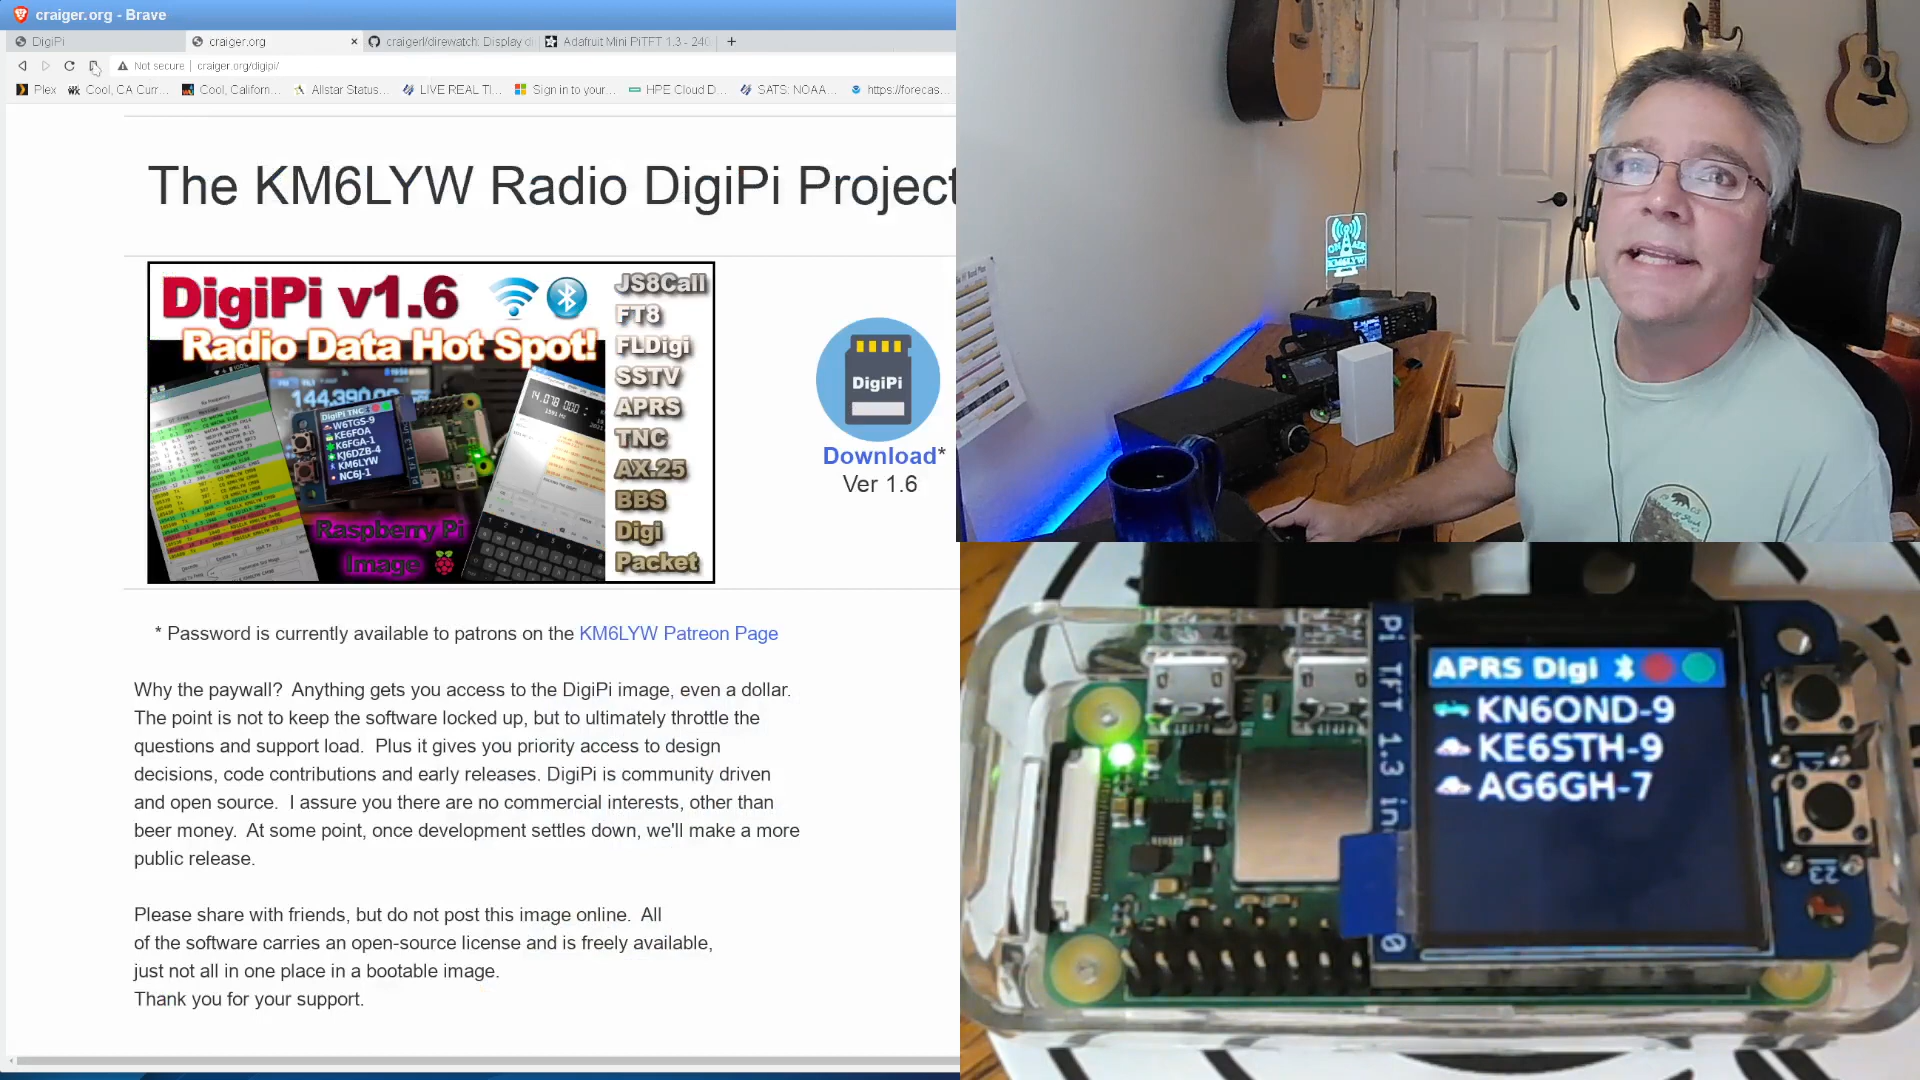 craiger.org - Brave
DigiPi
craiger.org
craigerl/direwatch: Display di
Adafruit Mini PiTFT 1.3 - 240
Not secure
craiger.org/digipi/
Plex
Cool, CA Curr...
Cool, Californ...
Allstar Status...
LIVE REAL TI...
Sign in to your...
HPE Cloud D...
SATS: NOAA...
https://forecas...
The KM6LYW Radio DigiPi Project
DigiPi v1.6
Radio Data Hot Spot!
JS8Call
FT8
FLDigi
SSTV
APRS
TNC
AX.25
BBS
Digi
Packet
144,390.00
DigiPi TNC
W6TGS-9
KE6FOA
K6FGA-1
KJ6DZB-4
KM6LYW
NC6J-1
Raspberry Pi
Image
DigiPi
Download*
Ver 1.6
* Password is currently available to patrons on the KM6LYW Patreon Page
Why the paywall? Anything gets you access to the DigiPi image, even a dollar.
The point is not to keep the software locked up, but to ultimately throttle the
questions and support load. Plus it gives you priority access to design
decisions, code contributions and early releases. DigiPi is community driven
and open source. I assure you there are no commercial interests, other than
beer money. At some point, once development settles down, we'll make a more
public release.
Please share with friends, but do not post this image online. All
of the software carries an open-source license and is freely available,
just not all in one place in a bootable image.
Thank you for your support.
ON AIR
KM6LYW
Pi TFT 1.3 in
APRS Digi
KN6OND-9
KE6STH-9
AG6GH-7
23